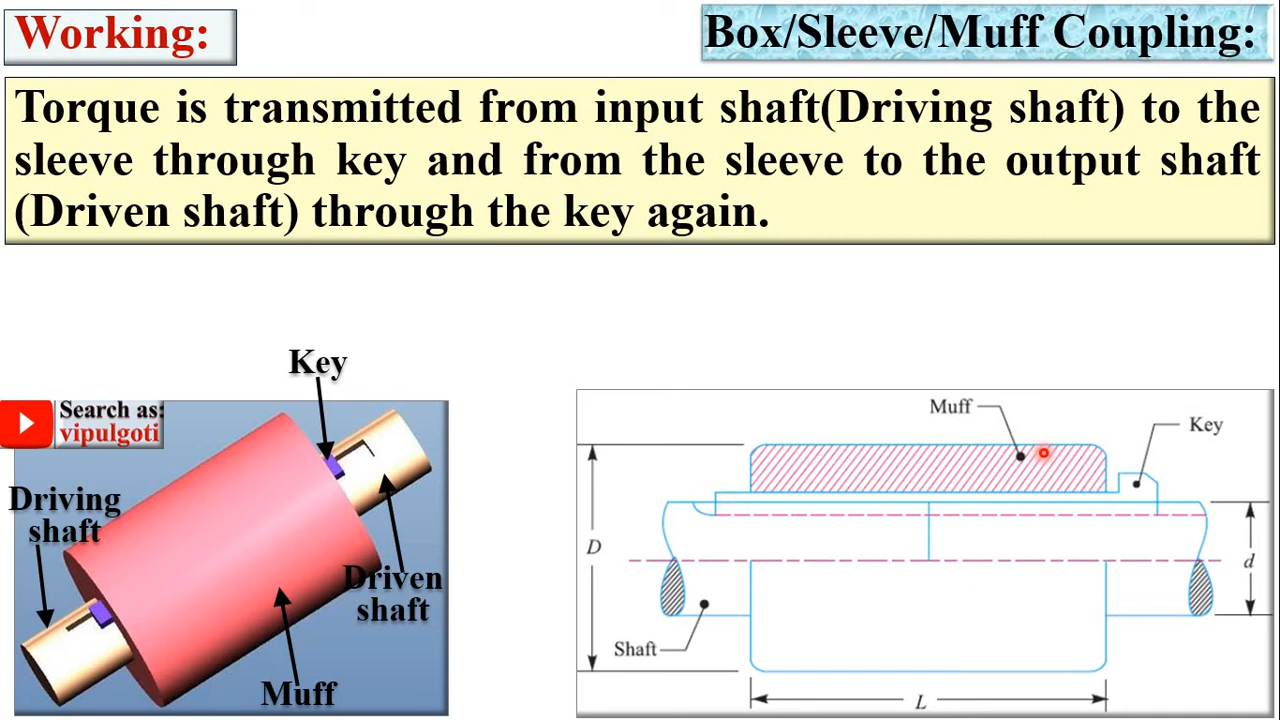 Working:
Box/Sleeve/Muff Coupling:
Torque is transmitted from input shaft(Driving shaft) to the
sleeve through key and from the sleeve to the output shaft
(Driven shaft) through the key again.
Key
Search as:
vipulgoti
Driving
shaft
Driven
shaft
Muff
Muff
Key
D
d
Shaft
L